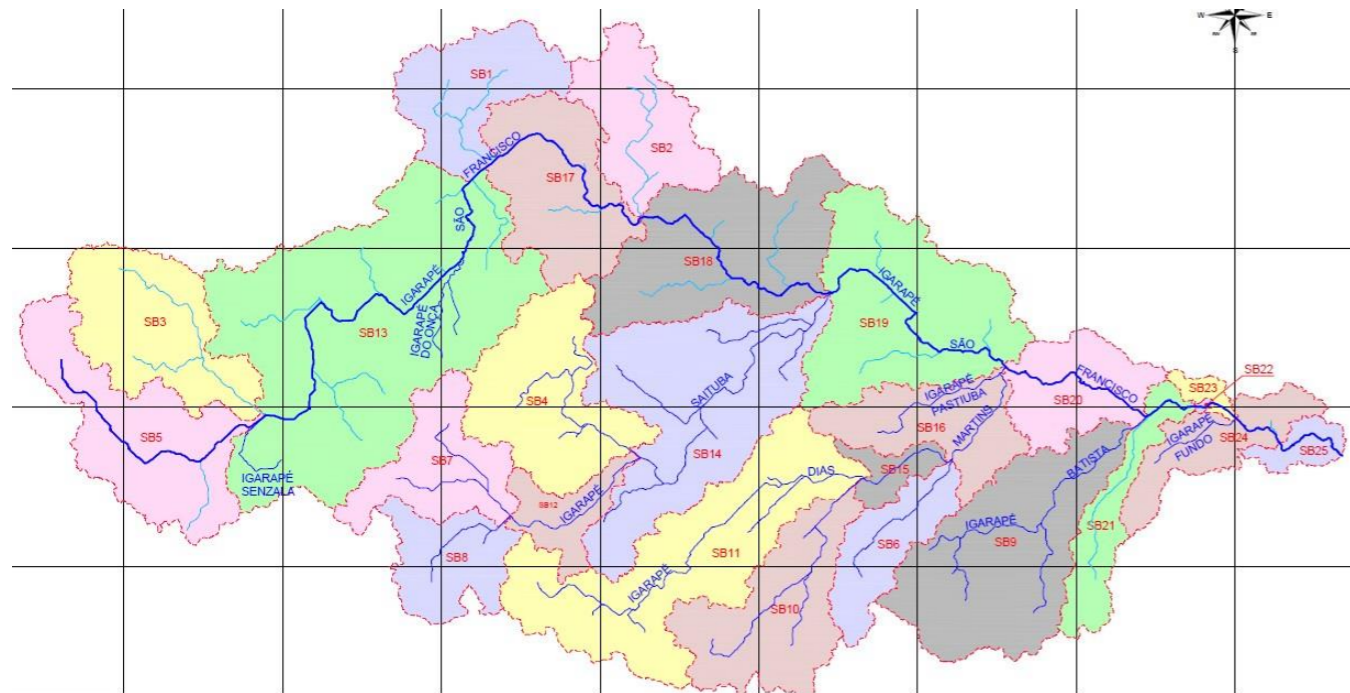 W
E
S
SB1
SB2
SB17
FRANCISCO
SÃO
IGARAPÉ
SB18
SB3
SB13
IGARAPÉ
DO ONÇA
IGARAPÉ
SB19
SÃO
FRANCISCO
SB22
SB23
SB20
SB4
SAITUBA
IGARAPÉ
PASTIUBA
SB16
MARTINS
SB5
IGARAPÉ
SENZALA
SB7
SB14
SB12
IGARAPÉ
DIAS
SB15
BATISTA
IGARAPÉ
FUNDO
SB24
SB25
SB8
SB11
IGARAPÉ
SB6
IGARAPÉ
SB9
SB21
SB10